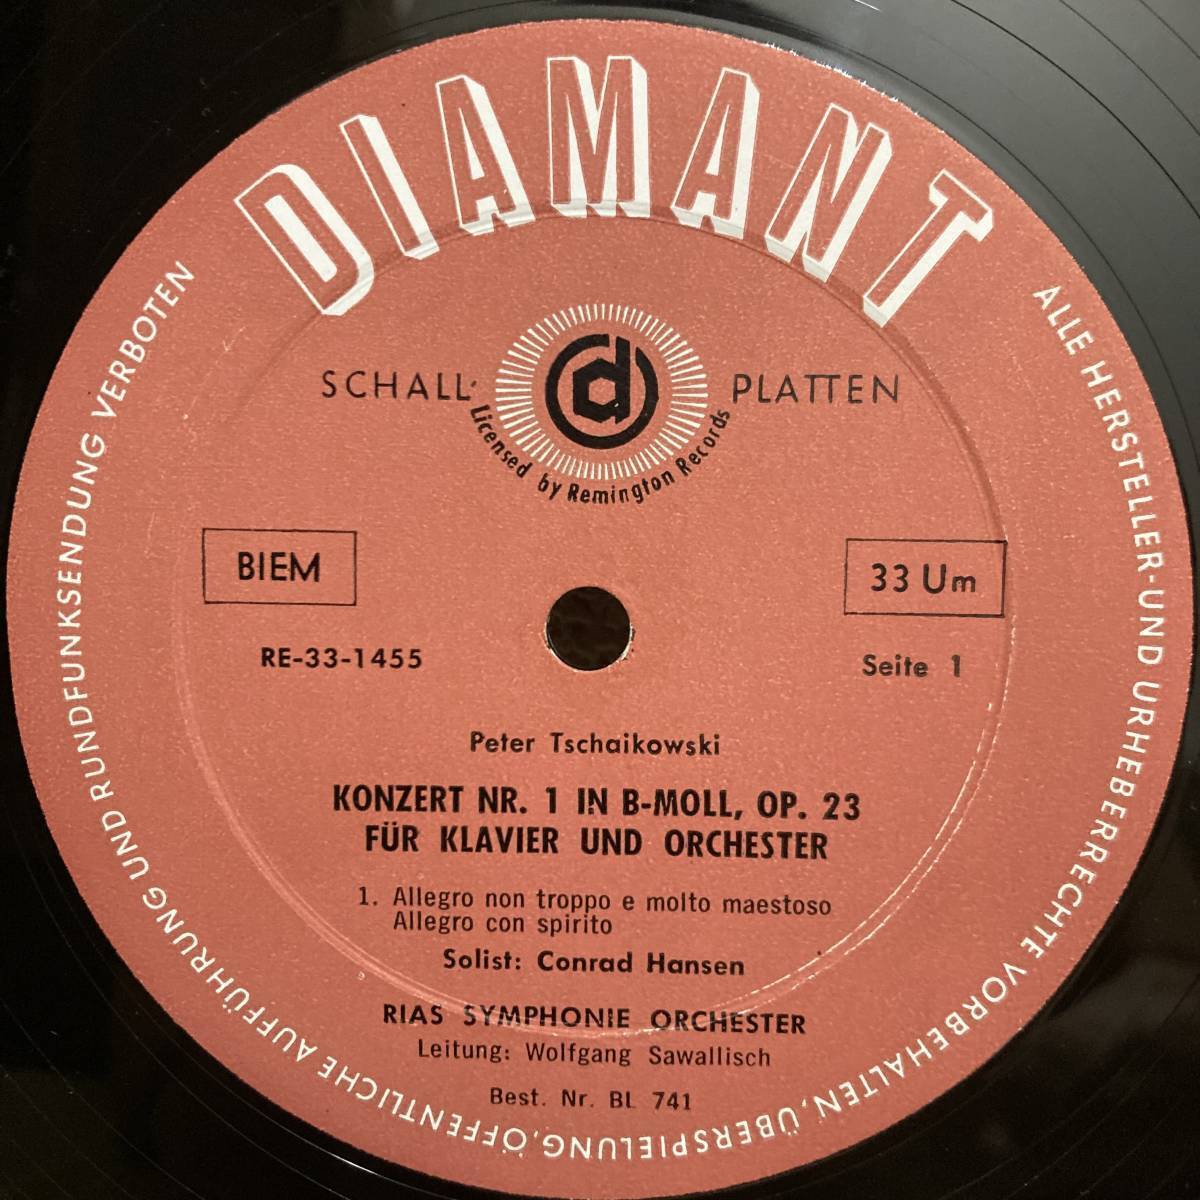 DIAMANT
SCHALL PLATTEN
d
Licensed by Remington Records
BIEM
33 Um
RE-33-1455
Seite 1
Peter Tschaikowski
KONZERT NR. 1 IN B-MOLL, OP. 23
FÜR KLAVIER UND ORCHESTER
1. Allegro non troppo e molto maestoso
Allegro con spirito
Solist: Conrad Hansen
RIAS SYMPHONIE ORCHESTER
Leitung: Wolfgang Sawallisch
Best. Nr. BL 741
ALLE HERSTELLER-UND URHEBERRECHTE VORBEHALTEN, ÜBERSPIELUNG, ÖFFENTLICHE AUFFÜHRUNG UND RUNDFUNKSENDUNG VERBOTEN